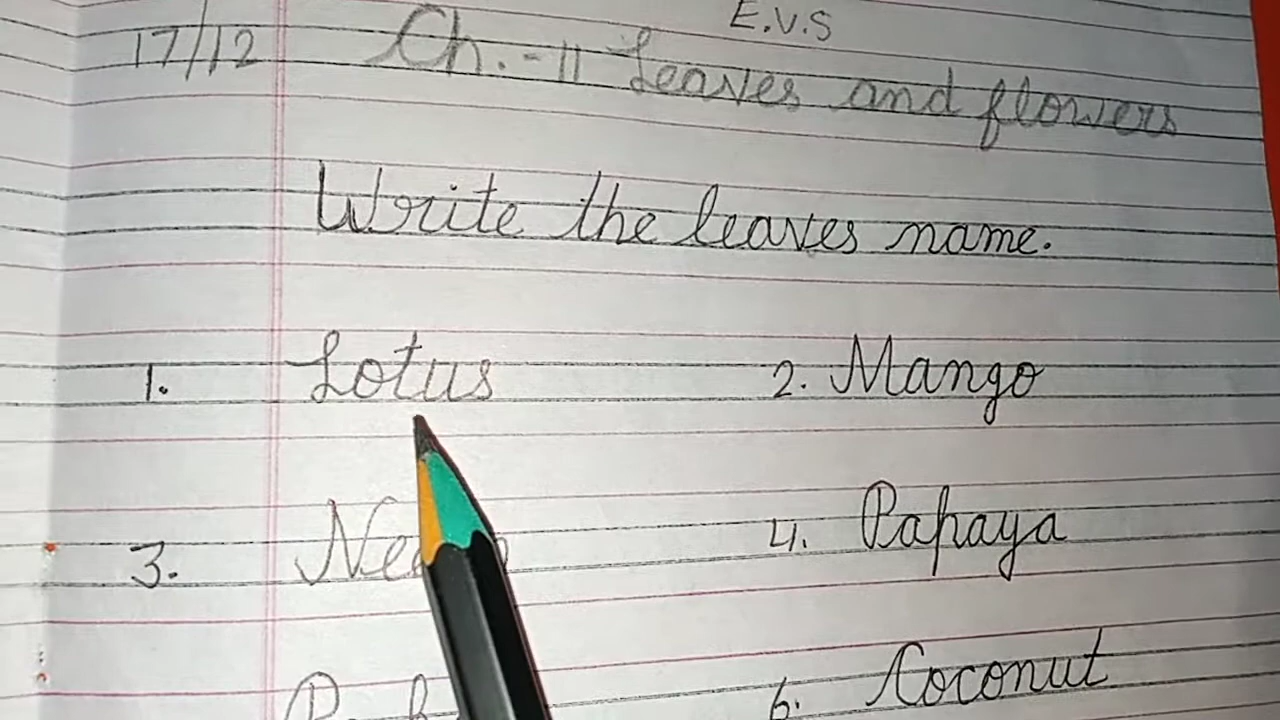 E.V.S
17/12 Ch.-11 Leaves and flowers
Write the leaves name.
1. Lotus 2. Mango
3. 4. Papaya
6. Coconut